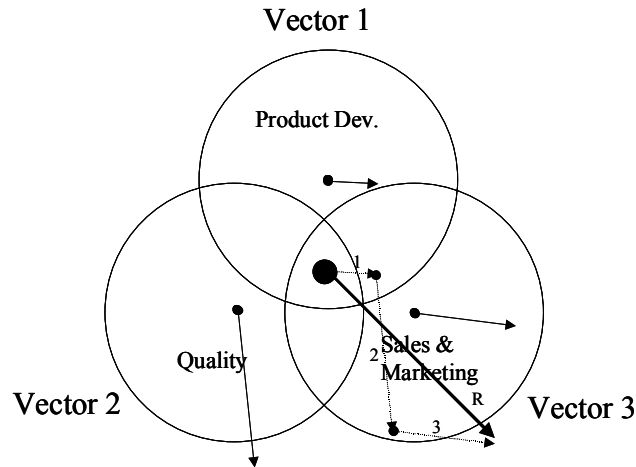 Vector 1
Product Dev.
1
Sales &
2
Marketing
Quality
R
Vector 2
Vector 3
3